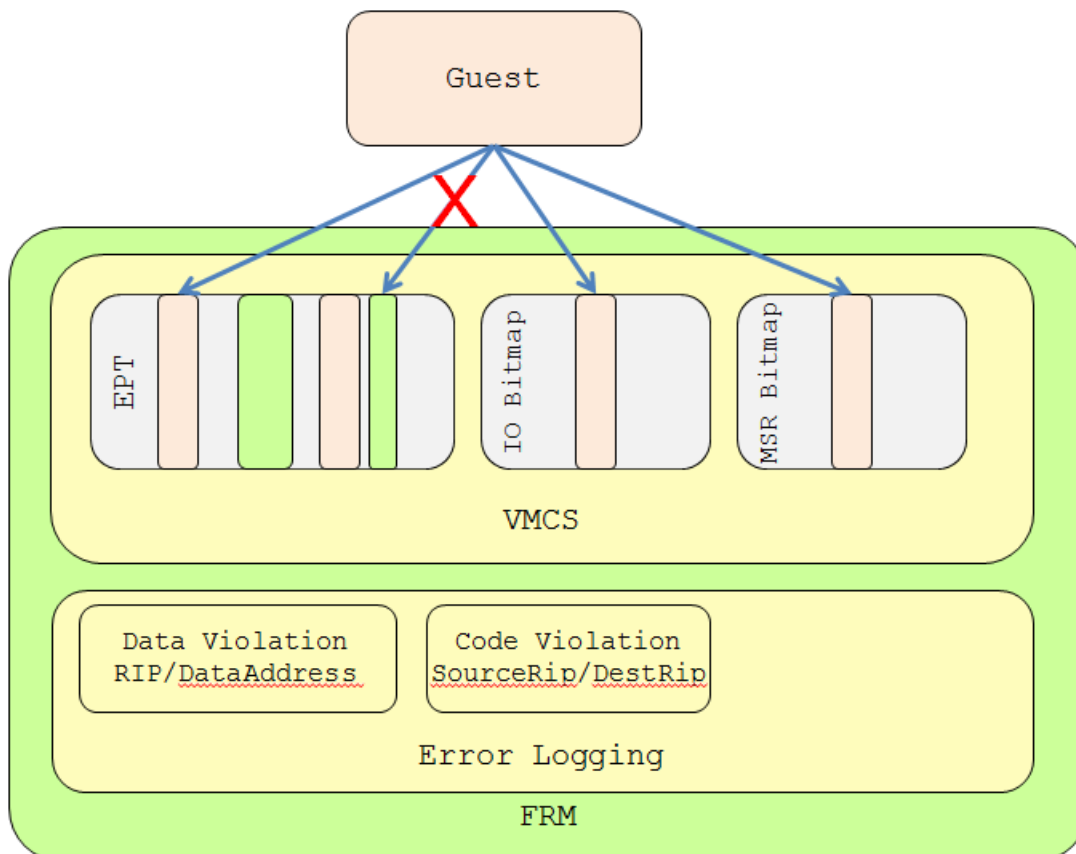 Guest
EPT
IO Bitmap
MSR Bitmap
VMCS
Data Violation
RIP/DataAddress
Code Violation
SourceRip/DestRip
Error Logging
FRM